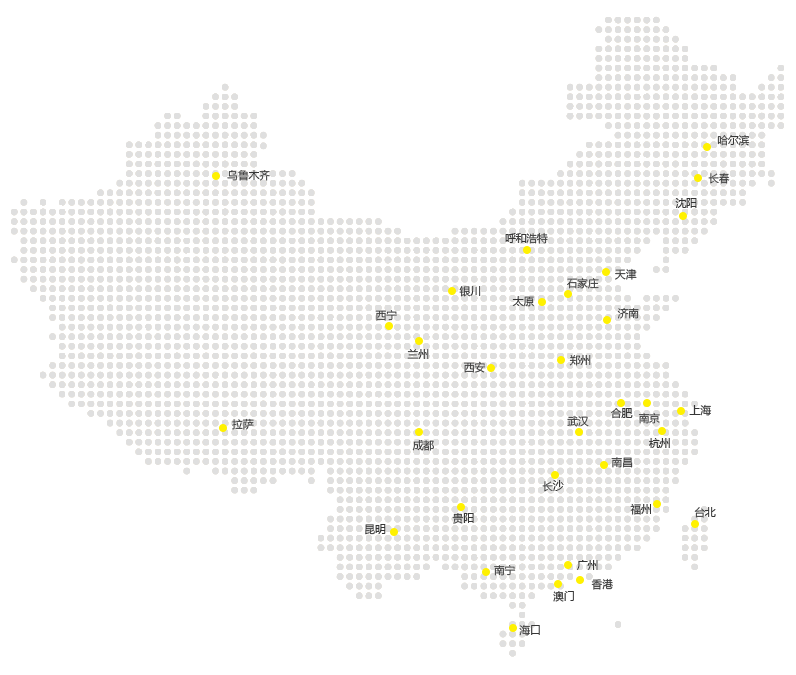 哈尔滨
乌鲁木齐
长春
沈阳
呼和浩特
天津
石家庄
银川
太原
西宁
济南
兰州
郑州
西安
合肥
上海
南京
拉萨
武汉
杭州
成都
南昌
长沙
福州
台北
贵阳
昆明
广州
南宁
香港
澳门
海口